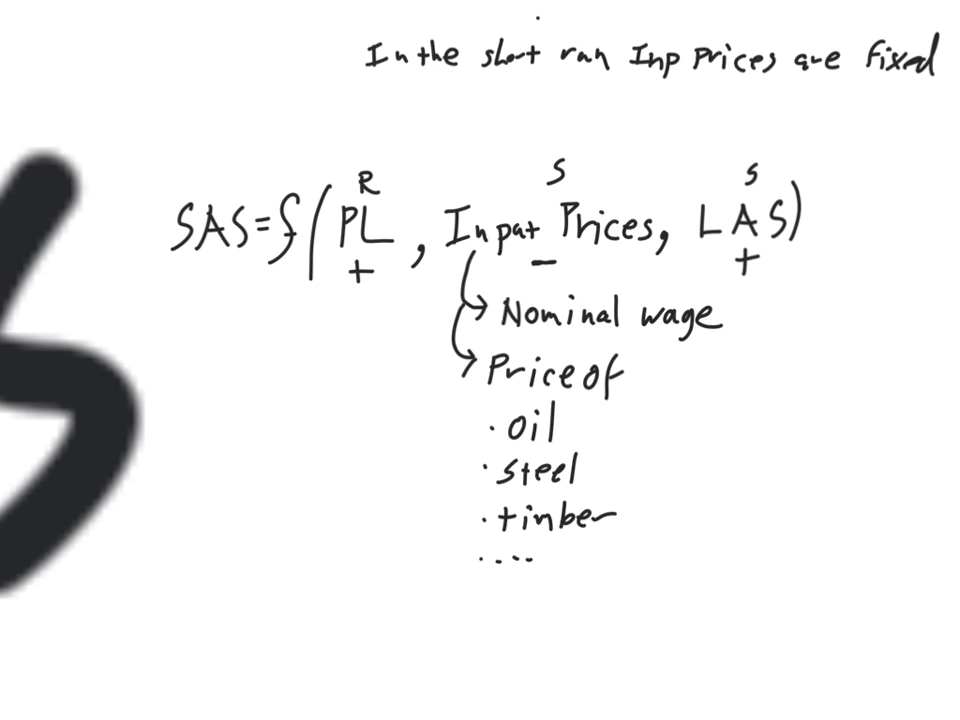 In the short run Inp Prices are fixed
R S S
SAS=f(PL, Input Prices, LAS)
+ − +
→ Nominal wage
→ Price of
· oil
· steel
· timber
....